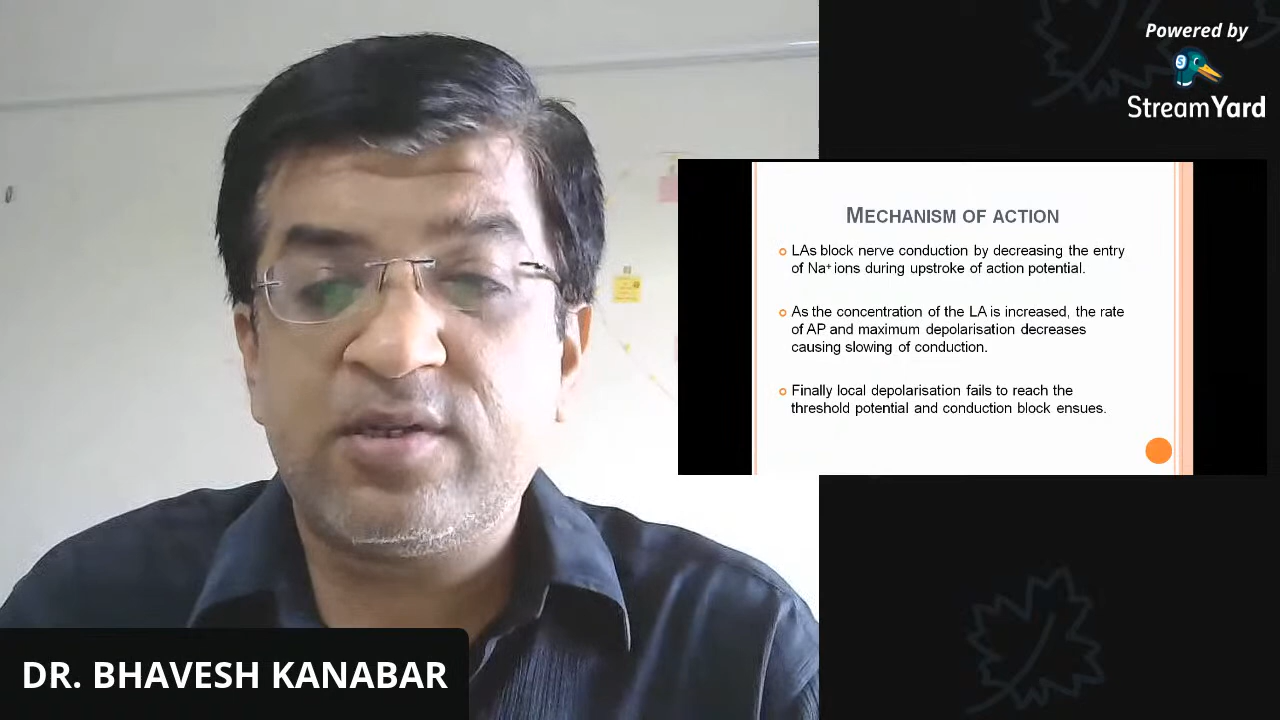 Powered by
StreamYard
MECHANISM OF ACTION
LAs block nerve conduction by decreasing the entry
of Na+ ions during upstroke of action potential.
As the concentration of the LA is increased, the rate
of AP and maximum depolarisation decreases
causing slowing of conduction.
Finally local depolarisation fails to reach the
threshold potential and conduction block ensues.
DR. BHAVESH KANABAR